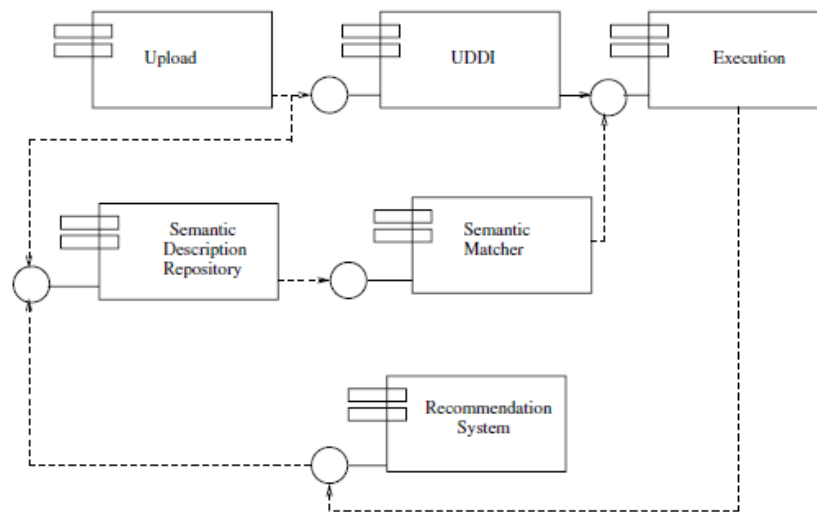 Upload
UDDI
Execution
Semantic
Description
Repository
Semantic
Matcher
Recommendation
System